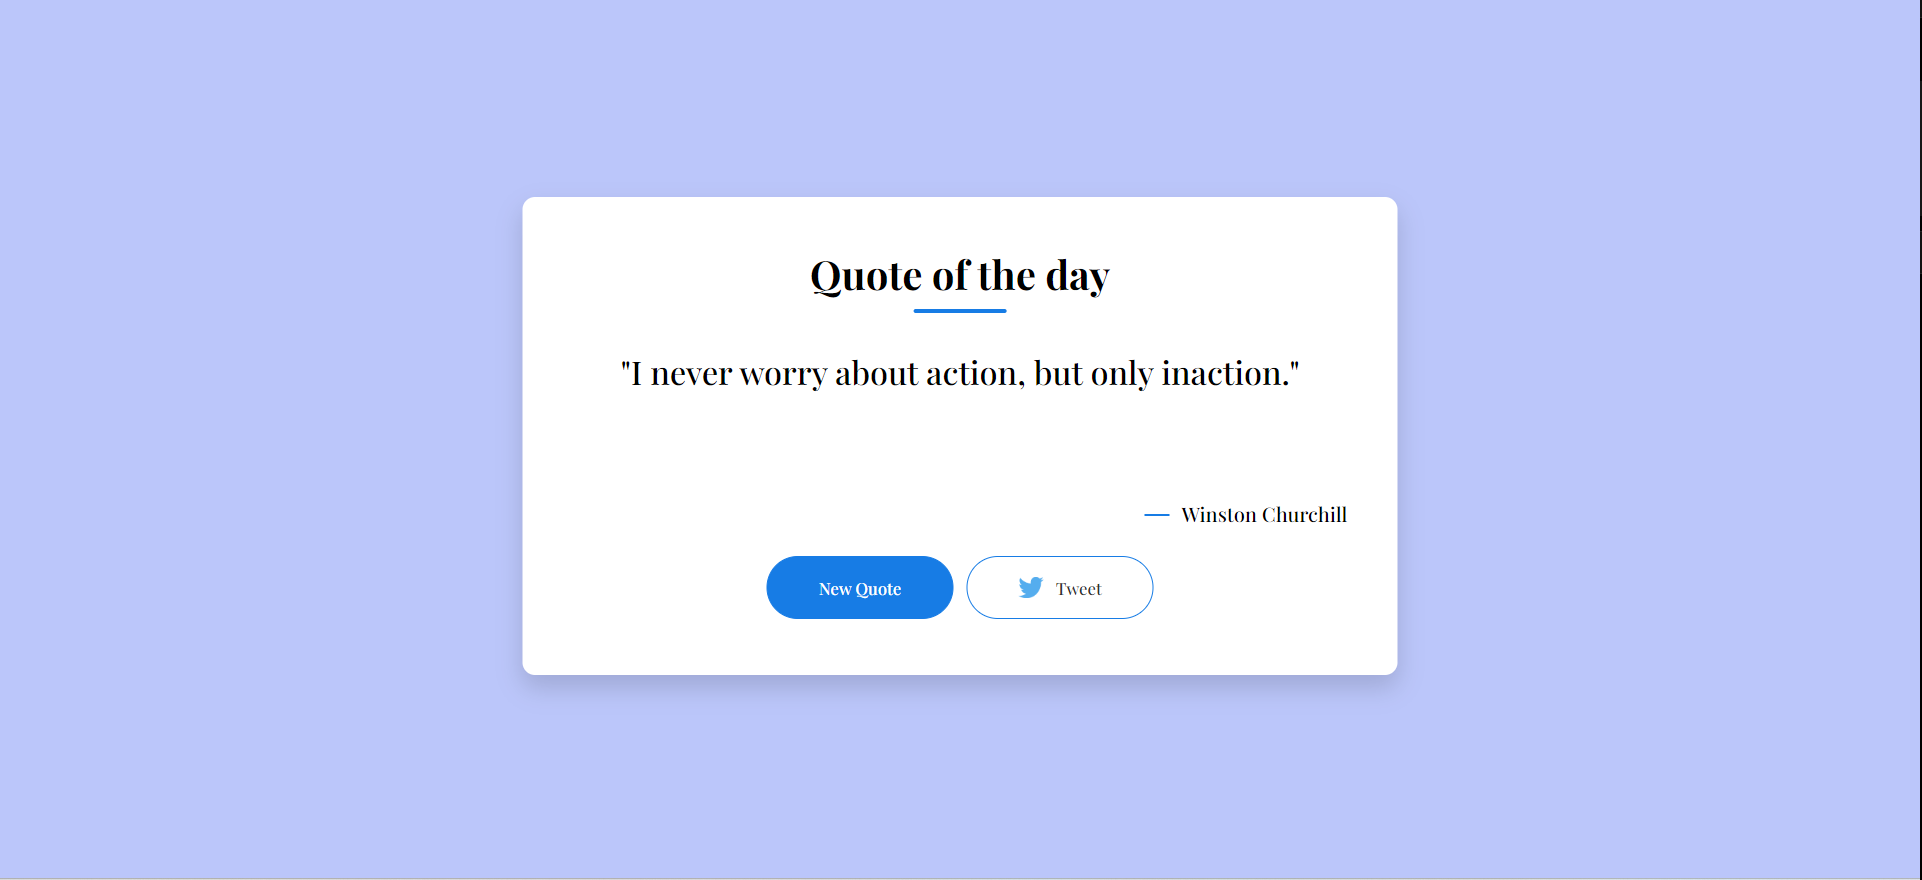 Quote of the day
"I never worry about action, but only inaction."
Winston Churchill
New Quote
Tweet